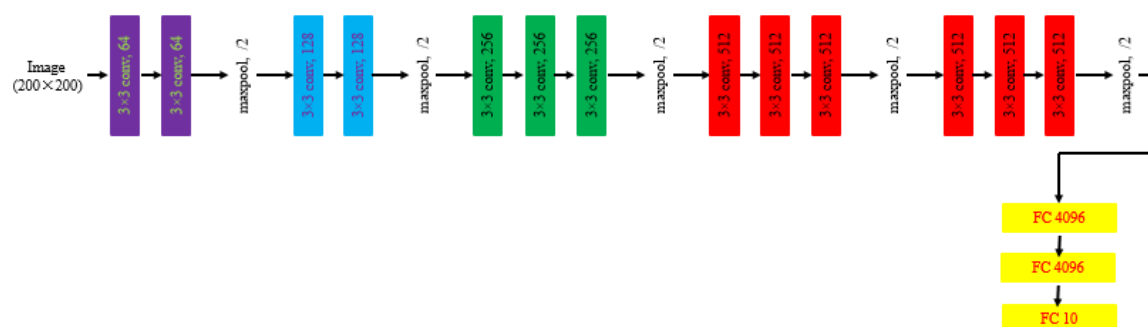 Image
(200×200)
3×3 conv, 64
3×3 conv, 64
maxpool, /2
3×3 conv, 128
3×3 conv, 128
maxpool, /2
3×3 conv, 256
3×3 conv, 256
3×3 conv, 256
maxpool, /2
3×3 conv, 512
3×3 conv, 512
3×3 conv, 512
maxpool, /2
3×3 conv, 512
3×3 conv, 512
3×3 conv, 512
maxpool, /2
FC 4096
FC 4096
FC 10